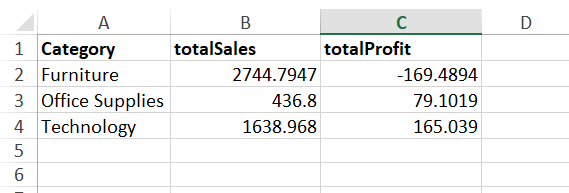 A B C D
1 Category totalSales totalProfit
2 Furniture 2744.7947 -169.4894
3 Office Supplies 436.8 79.1019
4 Technology 1638.968 165.039
5
6